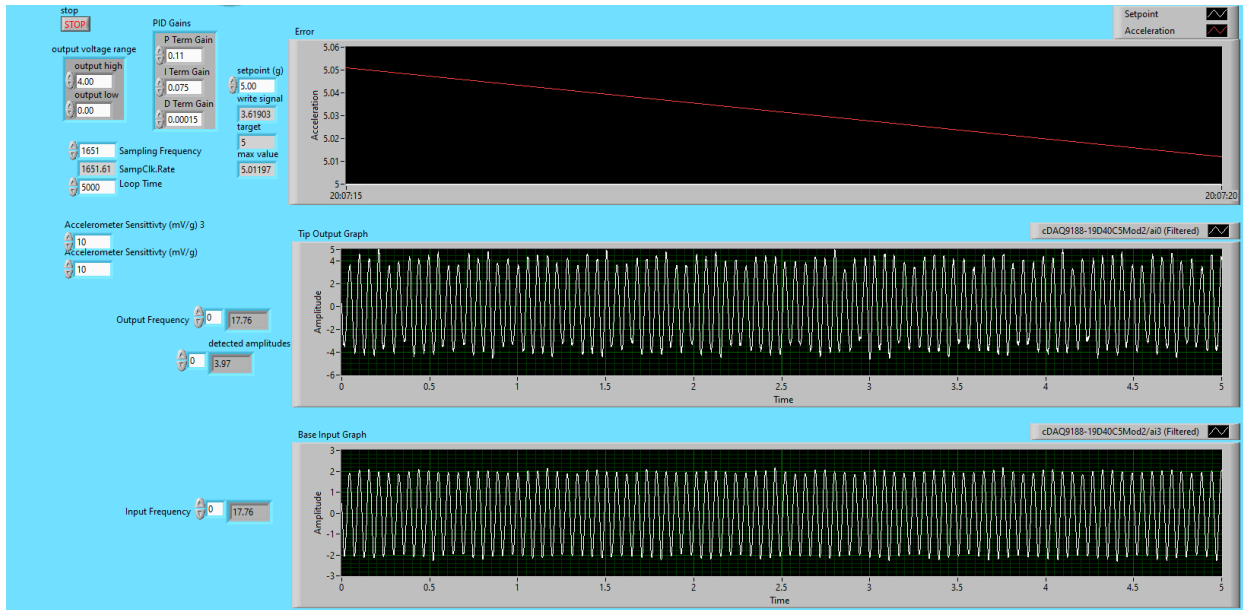 stop
STOP
output voltage range
output high
4.00
output low
0.00
PID Gains
P Term Gain
0.11
I Term Gain
0.075
D Term Gain
0.00015
setpoint (g)
5.00
write signal
3.61903
target
5
max value
5.01197
1651 Sampling Frequency
1651.61 SampClk.Rate
5000 Loop Time
Accelerometer Sensittivty (mV/g) 3
10
Accelerometer Sensittivty (mV/g)
10
Output Frequency 0 17.76
detected amplitudes
0 3.97
Input Frequency 0 17.76
Setpoint
Acceleration
Error
Acceleration
5.06
5.05
5.04
5.03
5.02
5.01
5
20:07:15 20:07:20
Tip Output Graph
cDAQ9188-19D40C5Mod2/ai0 (Filtered)
Amplitude
5
4
2
0
-2
-4
-6
0 0.5 1 1.5 2 2.5 3 3.5 4 4.5 5
Time
Base Input Graph
cDAQ9188-19D40C5Mod2/ai3 (Filtered)
Amplitude
3
2
1
0
-1
-2
-3
0 0.5 1 1.5 2 2.5 3 3.5 4 4.5 5
Time